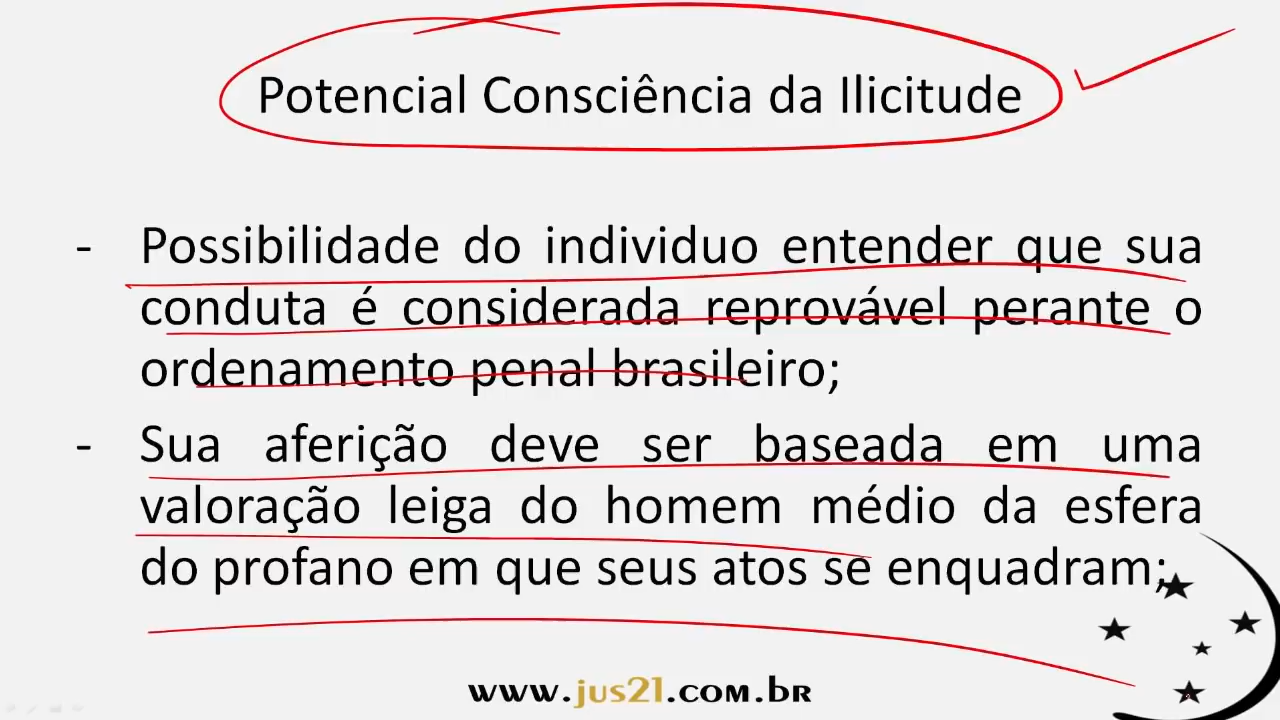 Potencial Consciência da Ilicitude
- Possibilidade do individuo entender que sua
conduta é considerada reprovável perante o
ordenamento penal brasileiro;
- Sua aferição deve ser baseada em uma
valoração leiga do homem médio da esfera
do profano em que seus atos se enquadram;
www.jus21.com.br